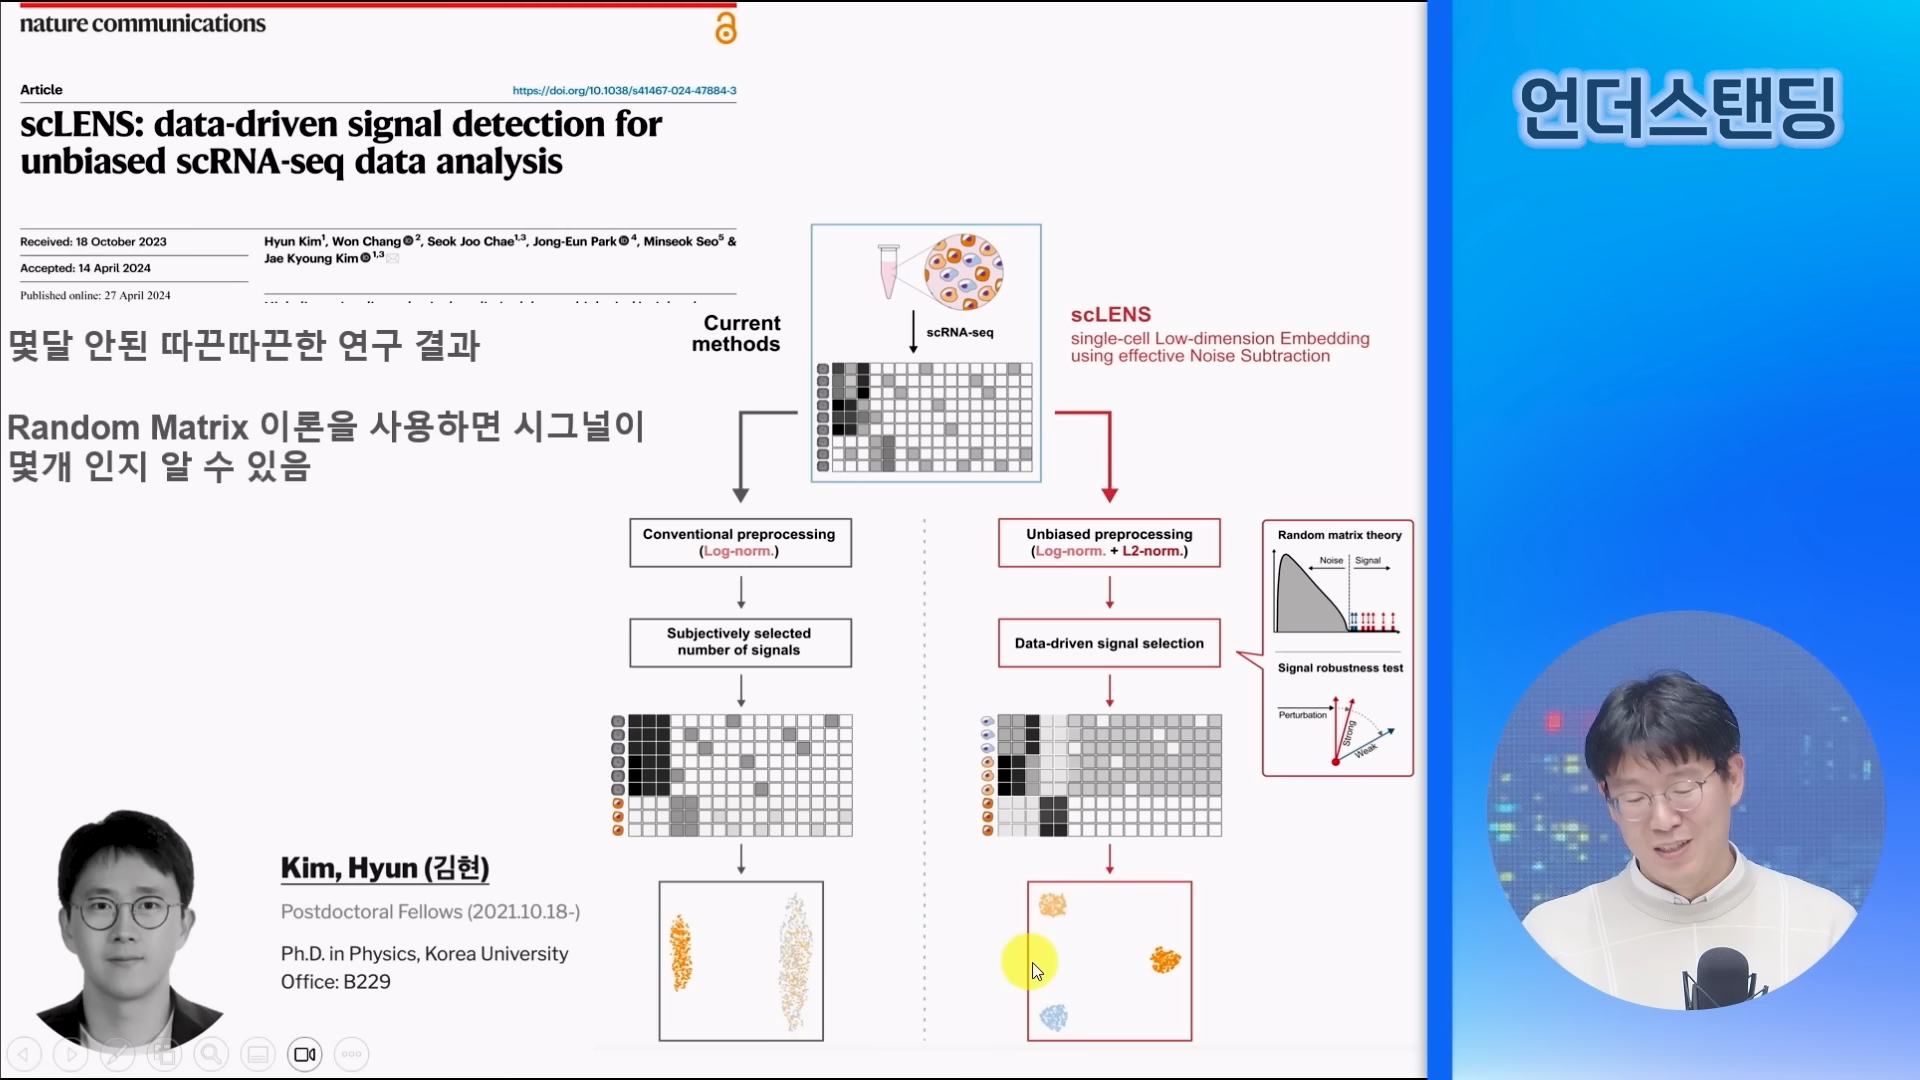 nature communications
Article
https://doi.org/10.1038/s41467-024-47884-3
scLENS: data-driven signal detection for
unbiased scRNA-seq data analysis
Received: 18 October 2023
Accepted: 14 April 2024
Published online: 27 April 2024
Hyun Kim1, Won Chang 2, Seok Joo Chae1,3, Jong-Eun Park 4, Minseok Seo5 &
Jae Kyoung Kim 1,3
몇달 안된 따끈따끈한 연구 결과
Random Matrix 이론을 사용하면 시그널이
몇개 인지 알 수 있음
Kim, Hyun (김현)
Postdoctoral Fellows (2021.10.18-)
Ph.D. in Physics, Korea University
Office: B229
scRNA-seq
Current
methods
scLENS
single-cell Low-dimension Embedding
using effective Noise Subtraction
Conventional preprocessing
(Log-norm.)
Subjectively selected
number of signals
Unbiased preprocessing
(Log-norm. + L2-norm.)
Data-driven signal selection
Random matrix theory
Noise
Signal
Signal robustness test
Perturbation
Strong
Weak
언더스탠딩